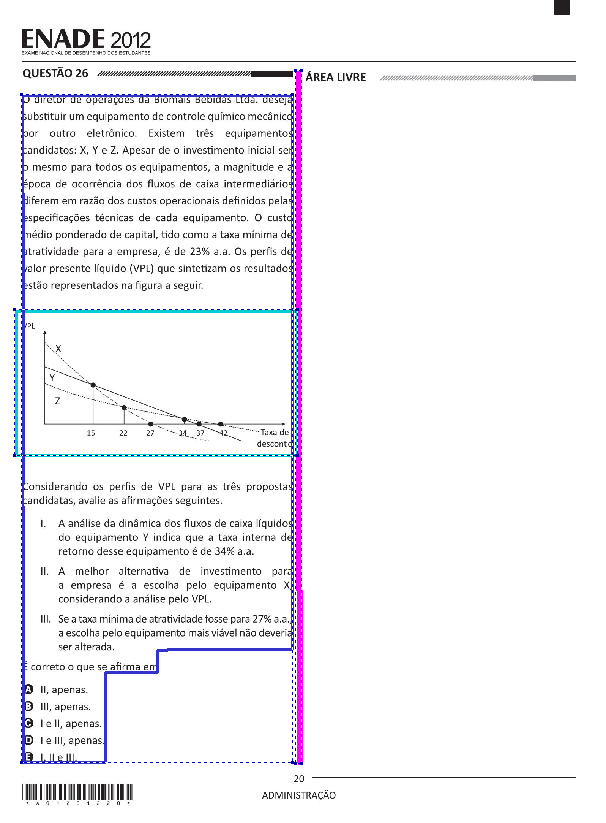 ENADE 2012
EXAME NACIONAL DE DESEMPENHO DOS ESTUDANTES
QUESTÃO 26
O diretor de operações da Biomais Bebidas Ltda. deseja
substituir um equipamento de controle químico mecânico
por outro eletrônico. Existem três equipamentos
candidatos: X, Y e Z. Apesar de o investimento inicial ser
o mesmo para todos os equipamentos, a magnitude e a
época de ocorrência dos fluxos de caixa intermediários
diferem em razão dos custos operacionais definidos pelas
especificações técnicas de cada equipamento. O custo
médio ponderado de capital, tido como a taxa mínima de
atratividade para a empresa, é de 23% a.a. Os perfis de
valor presente líquido (VPL) que sintetizam os resultados
estão representados na figura a seguir.
VPL
X
Y
Z
15 22 27 34 37 42 Taxa de
desconto
Considerando os perfis de VPL para as três propostas
candidatas, avalie as afirmações seguintes.
I. A análise da dinâmica dos fluxos de caixa líquidos
do equipamento Y indica que a taxa interna de
retorno desse equipamento é de 34% a.a.
II. A melhor alternativa de investimento para
a empresa é a escolha pelo equipamento X,
considerando a análise pelo VPL.
III. Se a taxa mínima de atratividade fosse para 27% a.a.,
a escolha pelo equipamento mais viável não deveria
ser alterada.
É correto o que se afirma em
A II, apenas.
B III, apenas.
C I e II, apenas.
D I e III, apenas.
E I, II e III.
ÁREA LIVRE
20
ADMINISTRAÇÃO